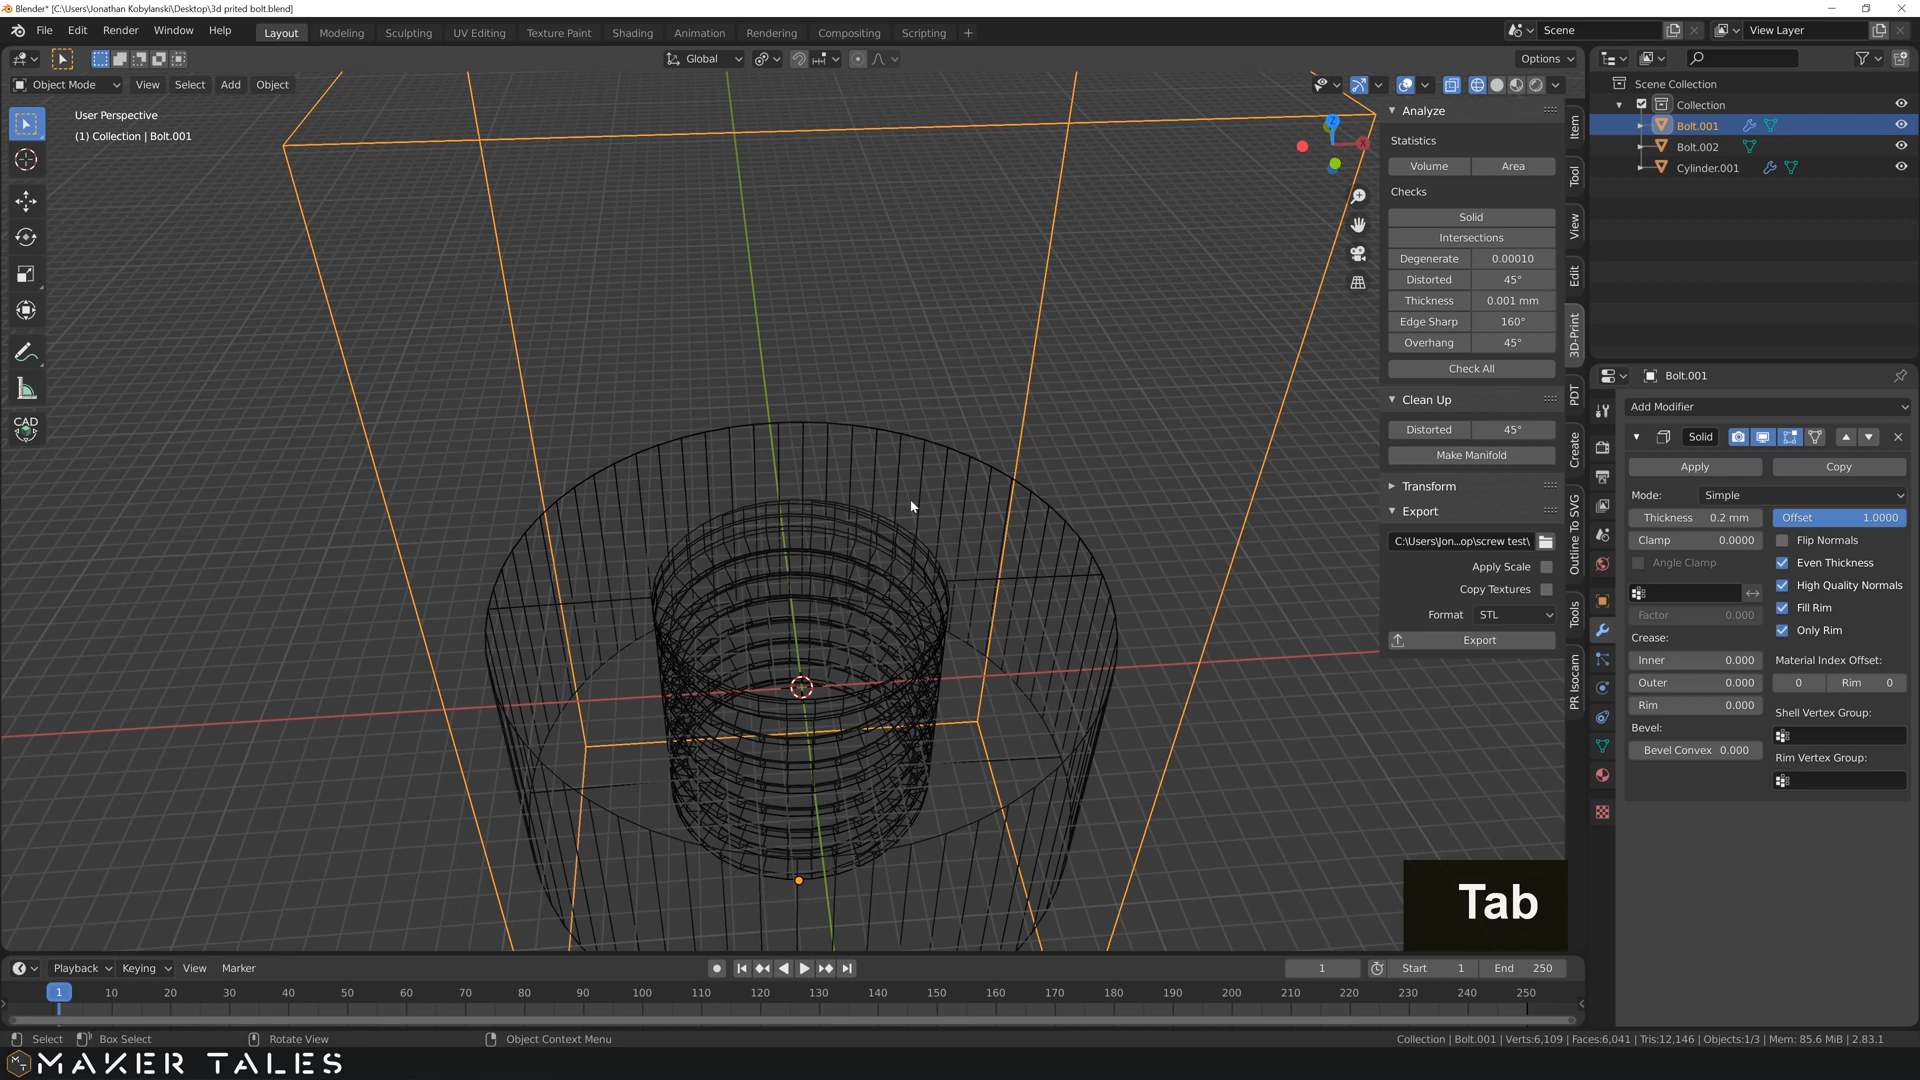 Blender* [C:\Users\Jonathan Kobylanski\Desktop\3d prited bolt.blend]
File Edit Render Window Help
Layout Modeling Sculpting UV Editing Texture Paint Shading Animation Rendering Compositing Scripting +
Scene
View Layer
Global
Options
Object Mode View Select Add Object
User Perspective
(1) Collection | Bolt.001
CAD
Z
X
Analyze
Statistics
Volume Area
Checks
Solid
Intersections
Degenerate 0.00010
Distorted 45°
Thickness 0.001 mm
Edge Sharp 160°
Overhang 45°
Check All
Clean Up
Distorted 45°
Make Manifold
Transform
Export
C:\Users\Jon...op\screw test\
Apply Scale
Copy Textures
Format STL
Export
Item
Tool
View
Edit
3D-Print
PDT
Create
Outline To SVG
Tools
PR Isocam
Scene Collection
Collection
Bolt.001
Bolt.002
Cylinder.001
Bolt.001
Add Modifier
Solid
Apply Copy
Mode: Simple
Thickness 0.2 mm Offset 1.0000
Clamp 0.0000 Flip Normals
Angle Clamp Even Thickness
High Quality Normals
Factor 0.000 Fill Rim
Crease: Only Rim
Inner 0.000 Material Index Offset:
Outer 0.000 0 Rim 0
Rim 0.000 Shell Vertex Group:
Bevel:
Bevel Convex 0.000 Rim Vertex Group:
Tab
Playback Keying View Marker
1 Start 1 End 250
1 10 20 30 40 50 60 70 80 90 100 110 120 130 140 150 160 170 180 190 200 210 220 230 240 250
Select Box Select Rotate View Object Context Menu
Collection | Bolt.001 | Verts:6,109 | Faces:6,041 | Tris:12,146 | Objects:1/3 | Mem: 85.6 MiB | 2.83.1
MT MAKER TALES